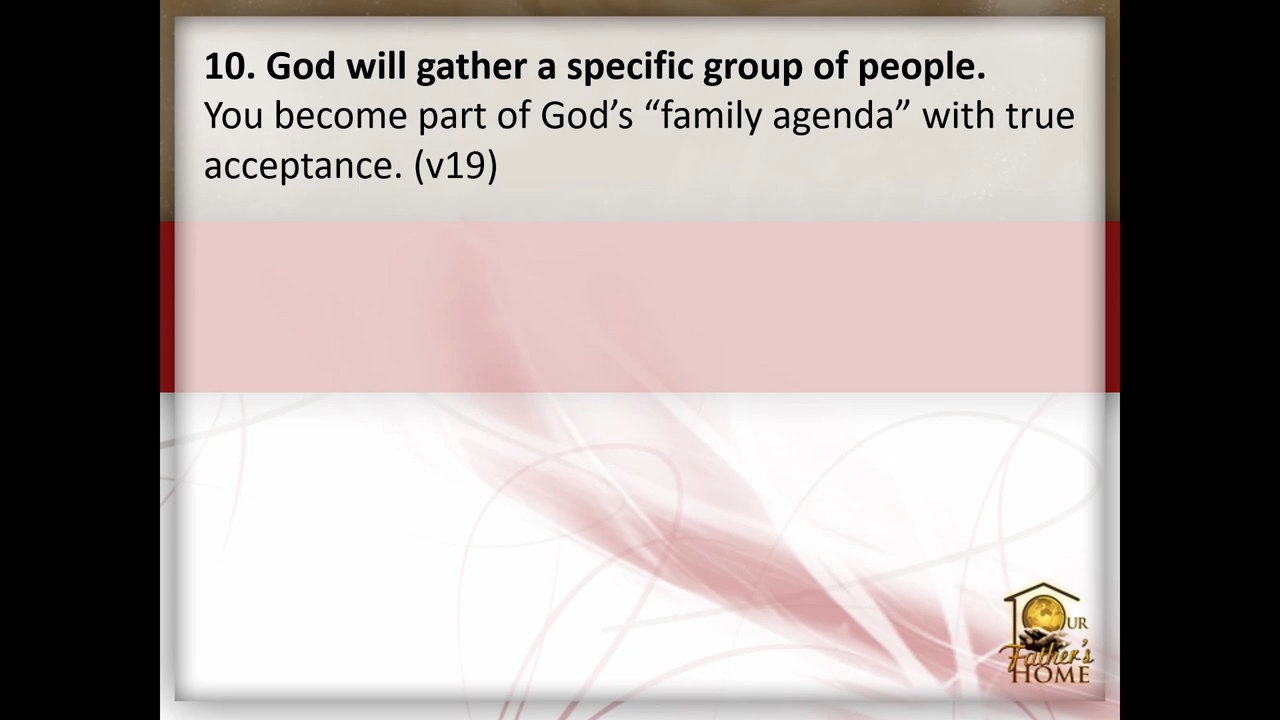 10. God will gather a specific group of people.
You become part of God’s “family agenda” with true
acceptance. (v19)
OUR
Father's
HOME